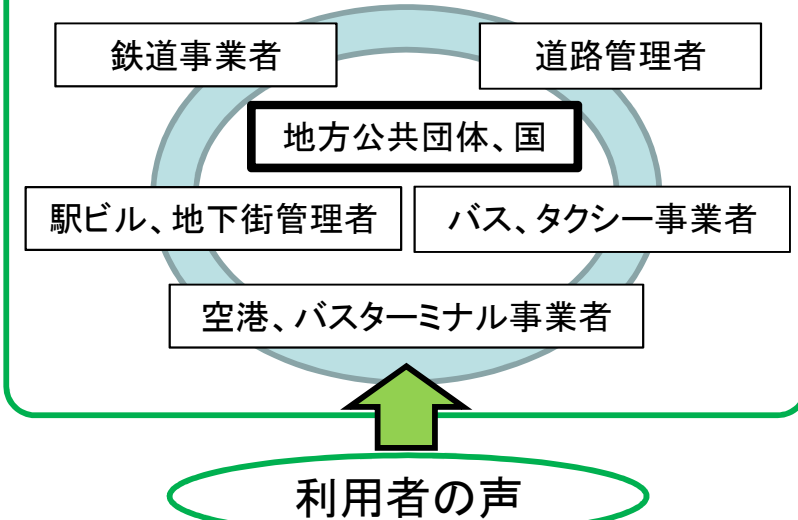 鉄道事業者
道路管理者
地方公共団体、国
駅ビル、地下街管理者
バス、タクシー事業者
空港、バスターミナル事業者
利用者の声